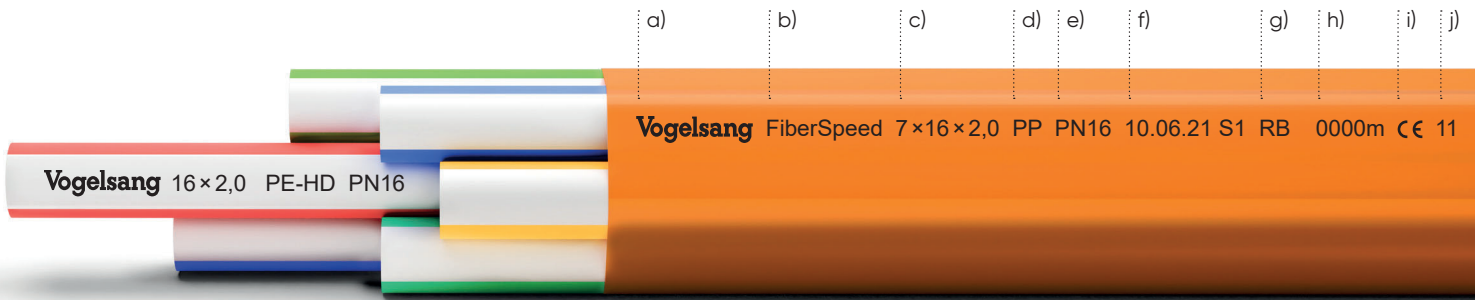 a) b) c) d) e) f) g) h) i) j)
Vogelsang FiberSpeed 7×16×2,0 PP PN16 10.06.21 S1 RB 0000m CE 11
Vogelsang 16×2,0 PE-HD PN16